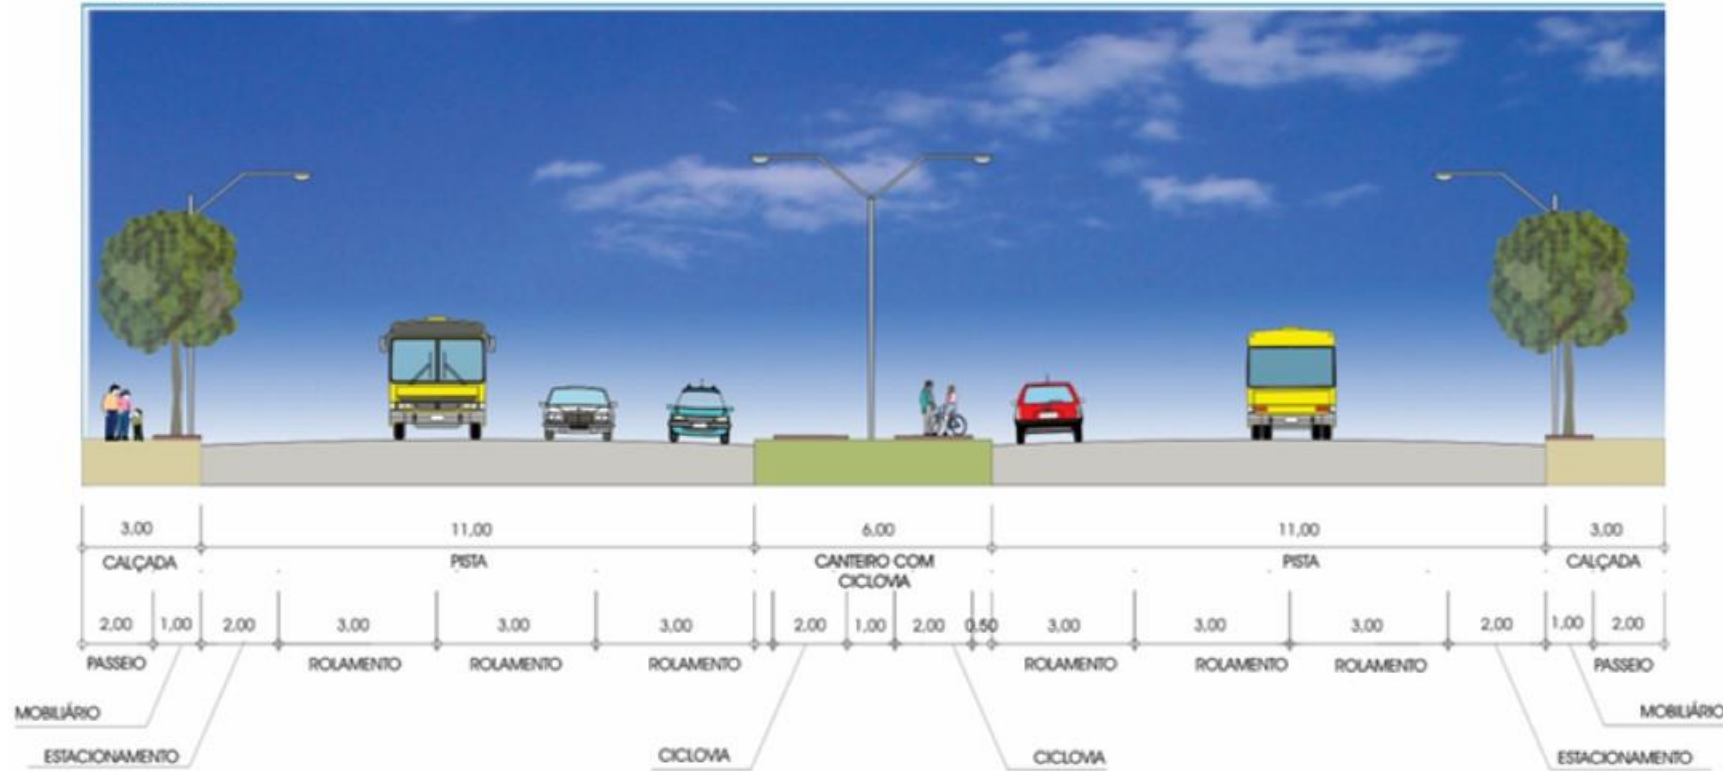 3,00 11,00 6,00 11,00 3,00
CALÇADA PISTA CANTEIRO COM PISTA CALÇADA
CICLOVIA
2,00 1,00 2,00 3,00 3,00 3,00 2,00 1,00 2,00 0,50 3,00 3,00 3,00 2,00 1,00 2,00
PASSEIO ROLAMENTO ROLAMENTO ROLAMENTO ROLAMENTO ROLAMENTO ROLAMENTO PASSEIO
MOBILIÁRIO MOBILIÁRIO
ESTACIONAMENTO CICLOVIA CICLOVIA ESTACIONAMENTO